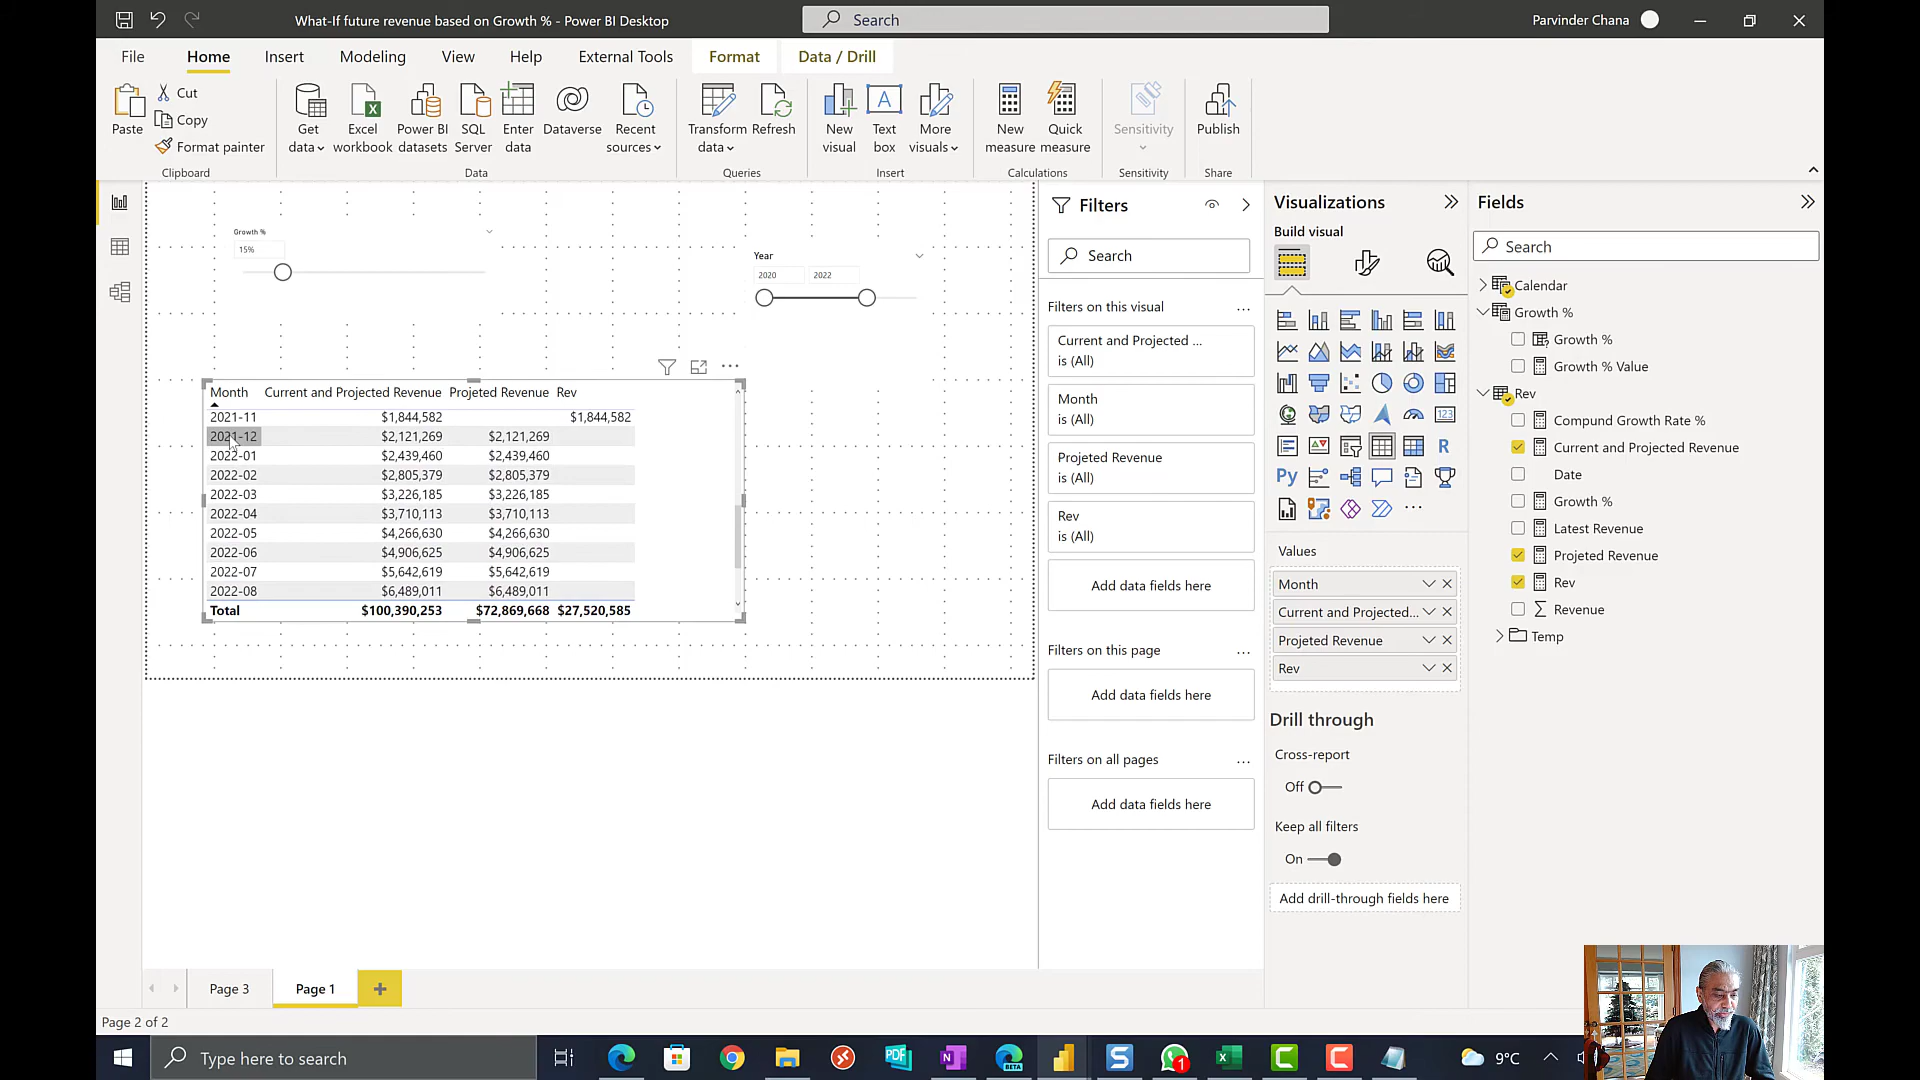 What-If future revenue based on Growth % - Power BI Desktop
Search
Parvinder Chana
File
Home
Insert
Modeling
View
Help
External Tools
Format
Data / Drill
Paste
Cut
Copy
Format painter
Clipboard
Get data
Excel workbook
Power BI datasets
SQL Server
Enter data
Dataverse
Recent sources
Data
Transform data
Refresh
Queries
New visual
Text box
More visuals
Insert
New measure
Quick measure
Calculations
Sensitivity
Sensitivity
Publish
Share
Growth %
15%
Year
2020 2022
Month Current and Projected Revenue Projeted Revenue Rev
2021-11 $1,844,582 $1,844,582
2021-12 $2,121,269 $2,121,269
2022-01 $2,439,460 $2,439,460
2022-02 $2,805,379 $2,805,379
2022-03 $3,226,185 $3,226,185
2022-04 $3,710,113 $3,710,113
2022-05 $4,266,630 $4,266,630
2022-06 $4,906,625 $4,906,625
2022-07 $5,642,619 $5,642,619
2022-08 $6,489,011 $6,489,011
Total $100,390,253 $72,869,668 $27,520,585
Filters
Search
Filters on this visual ...
Current and Projected ...
is (All)
Month
is (All)
Projeted Revenue
is (All)
Rev
is (All)
Add data fields here
Filters on this page ...
Add data fields here
Filters on all pages ...
Add data fields here
Visualizations
Build visual
R
Py
...
Values
Month
Current and Projected...
Projeted Revenue
Rev
Drill through
Cross-report
Off
Keep all filters
On
Add drill-through fields here
Fields
Search
Calendar
Growth %
Growth %
Growth % Value
Rev
Compund Growth Rate %
Current and Projected Revenue
Date
Growth %
Latest Revenue
Projeted Revenue
Rev
Revenue
Temp
Page 3
Page 1
Page 2 of 2
Type here to search
9°C